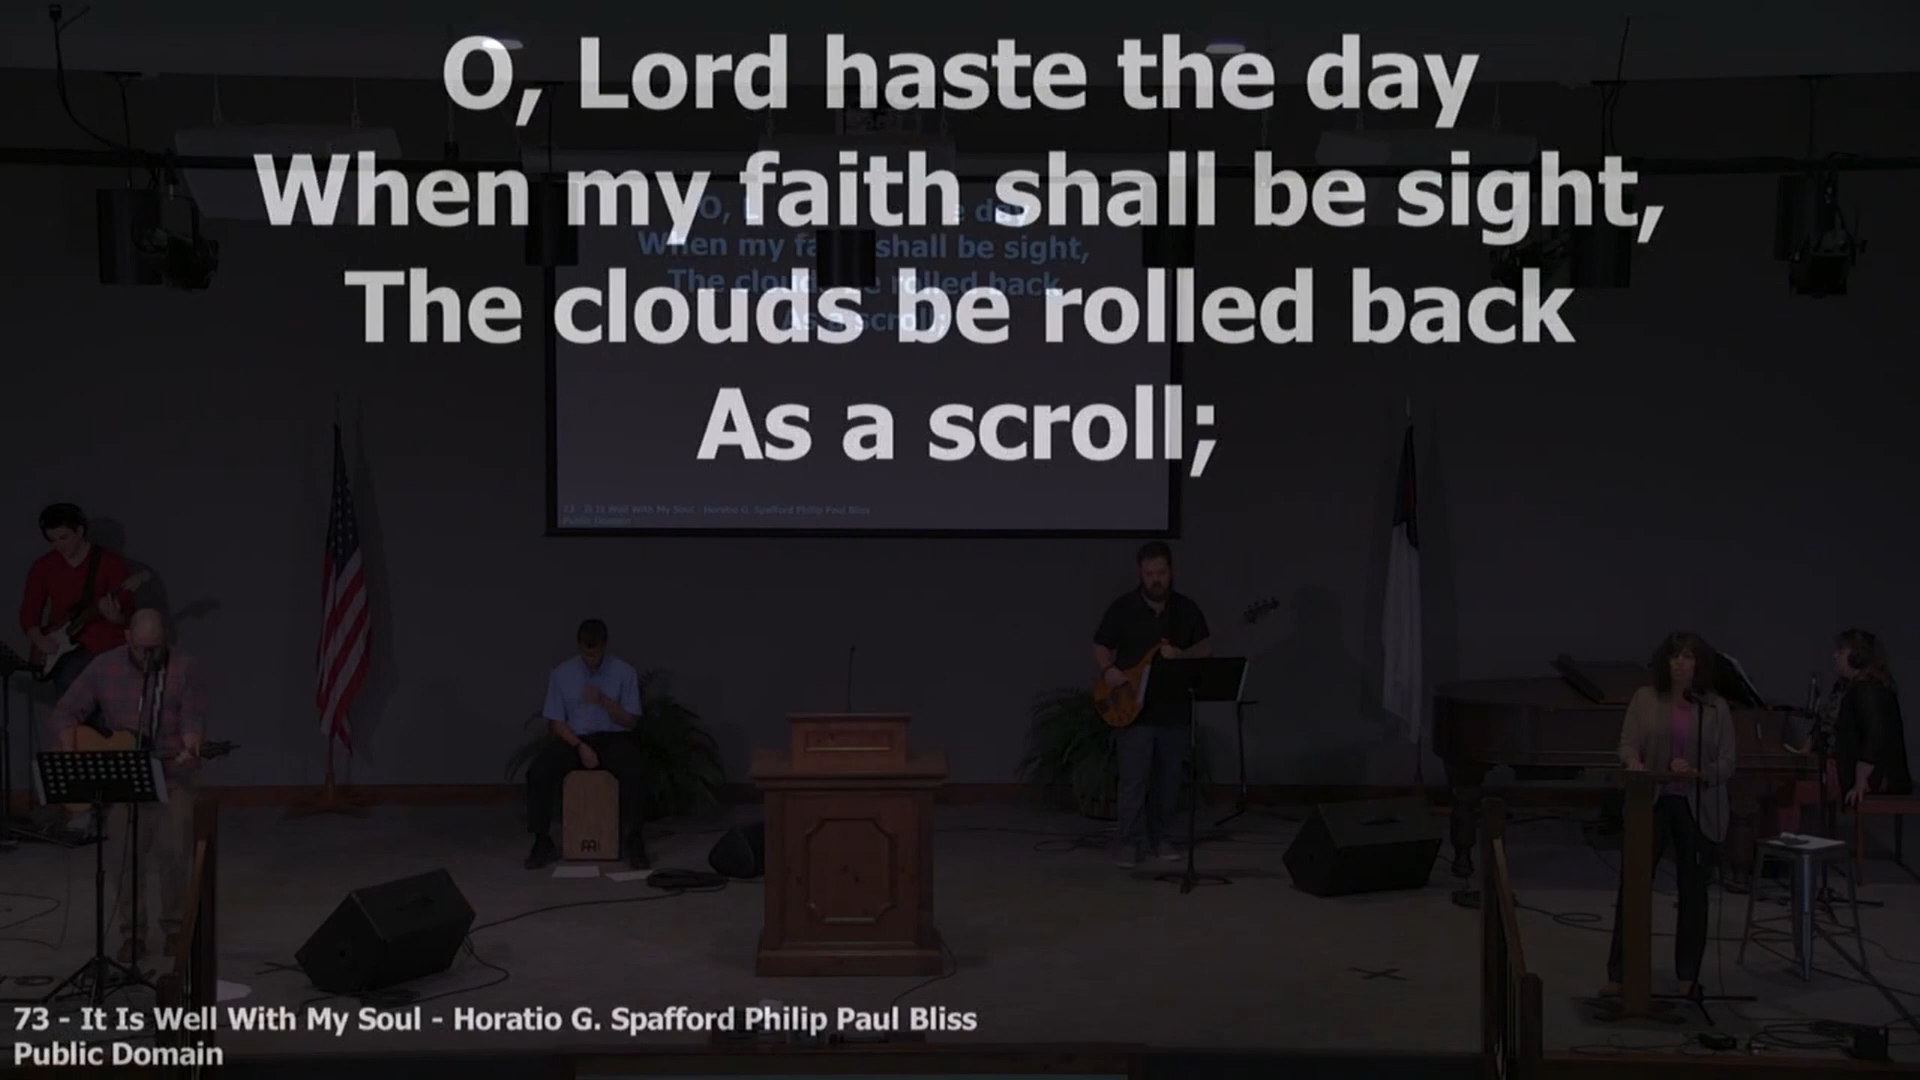 O, Lord haste the day
When my faith shall be sight,
The clouds be rolled back
As a scroll;
73 - It Is Well With My Soul - Horatio G. Spafford Philip Paul Bliss
Public Domain